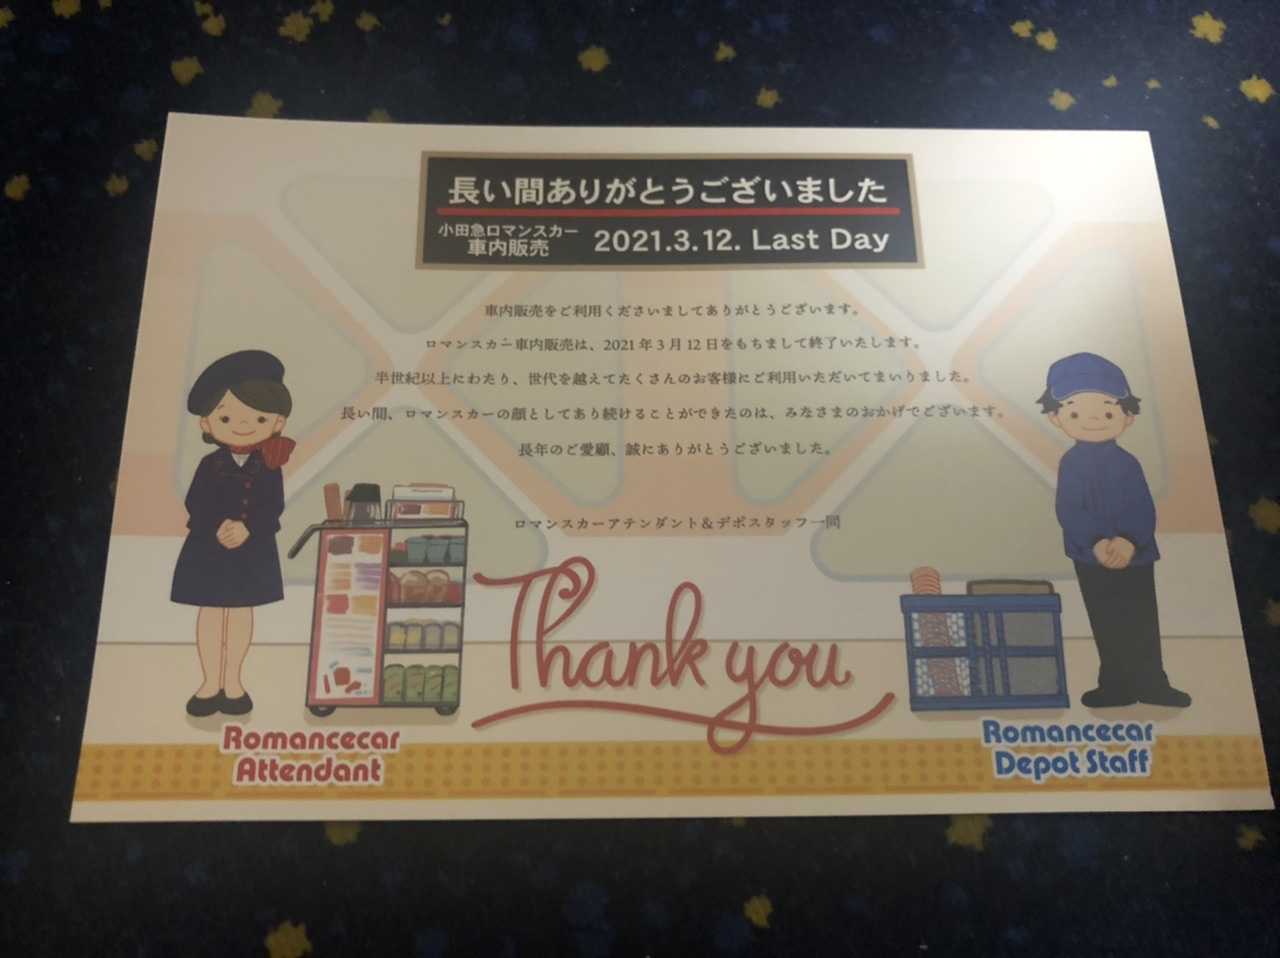 長い間ありがとうございました
小田急ロマンスカー
車内販売
2021.3.12. Last Day
車内販売をご利用くださいましてありがとうございます。
ロマンスカー車内販売は、2021年3月12日をもちまして終了いたします。
半世紀以上にわたり、世代を越えてたくさんのお客様にご利用いただいてまいりました。
長い間、ロマンスカーの顔としてあり続けることができたのは、みなさまのおかげでございます。
長年のご愛顧、誠にありがとうございました。
ロマンスカーアテンダント＆デポスタッフ一同
Thank you
Romancecar
Attendant
Romancecar
Depot Staff